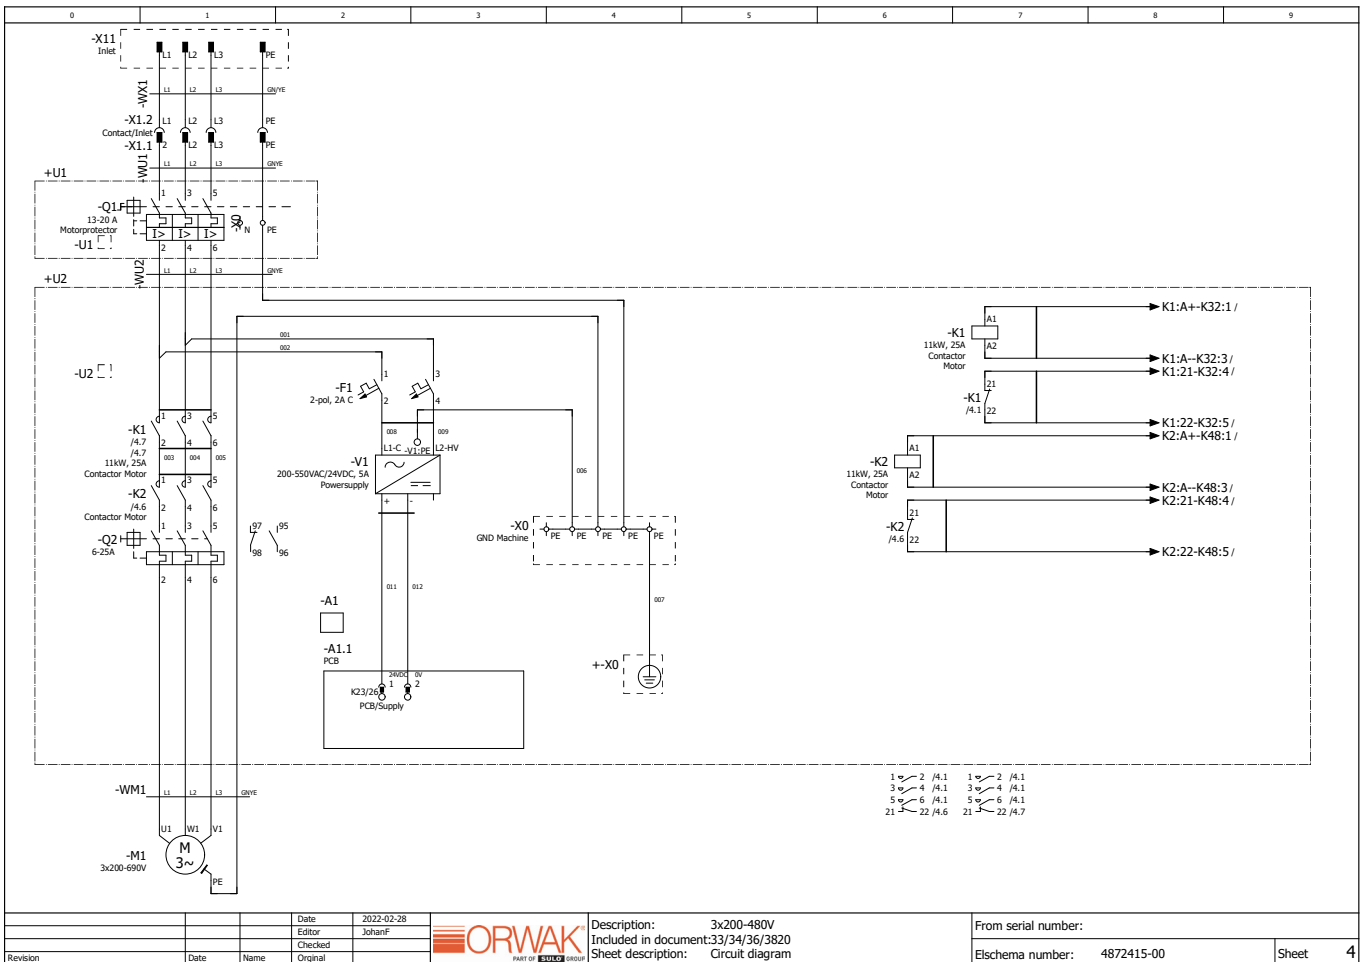 0 1 2 3 4 5 6 7 8 9
-X11
Inlet
L1 L2 L3 PE
-WX1
L1 L2 L3 GN/YE
-X1.2 L1 L2 L3 PE
Contact/Inlet
-X1.1 2 L2 L3 PE
-WU1
L1 L2 L3 GNYE
+U1
1 3 5
-Q1
13-20 A
Motorprotector
I> I> I>
-X0 N PE
-U1
2 4 6
-WU2
L1 L2 L3 GNYE
+U2
001
002
-U2
-F1
2-pol, 2A C
1 3
2 4
008 009
L1-C -V1:PE L2-HV
-V1
200-550VAC/24VDC, 5A
Powersupply
+ -
006
-K1
/4.7
/4.7
11kW, 25A
Contactor Motor
1 3 5
2 4 6
003 004 005
-K2
/4.6
Contactor Motor
1 3 5
2 4 6
-Q2
6-25A
1 3 5
2 4 6
97 95
98 96
-X0
GND Machine
PE PE PE PE PE
011 012
007
-A1
-A1.1
PCB
24VDC 0V
K23/26 1 2
PCB/Supply
+-X0
-K1
11kW, 25A
Contactor
Motor
A1
A2
K1:A+-K32:1 /
K1:A--K32:3 /
K1:21-K32:4 /
-K1
/4.1
21
22
K1:22-K32:5 /
K2:A+-K48:1 /
-K2
11kW, 25A
Contactor
Motor
A1
A2
K2:A--K48:3 /
K2:21-K48:4 /
-K2
/4.6
21
22
K2:22-K48:5 /
1 2 /4.1 1 2 /4.1
3 4 /4.1 3 4 /4.1
5 6 /4.1 5 6 /4.1
21 22 /4.6 21 22 /4.7
-WM1 L1 L2 L3 GNYE
U1 W1 V1
-M1
3x200-690V
M
3~
PE
Date 2022-02-28
Editor JohanF
Checked
Revision Date Name Orginal
ORWAK
PART OF SULO GROUP
Description: 3x200-480V
Included in document:33/34/36/3820
Sheet description: Circuit diagram
From serial number:
Elschema number: 4872415-00
Sheet 4